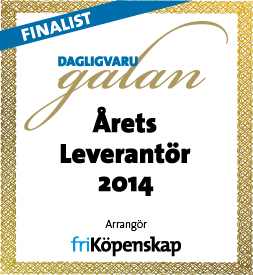 FINALIST
DAGLIGVARU
galan
Årets
Leverantör
2014
Arrangör
friKöpenskap